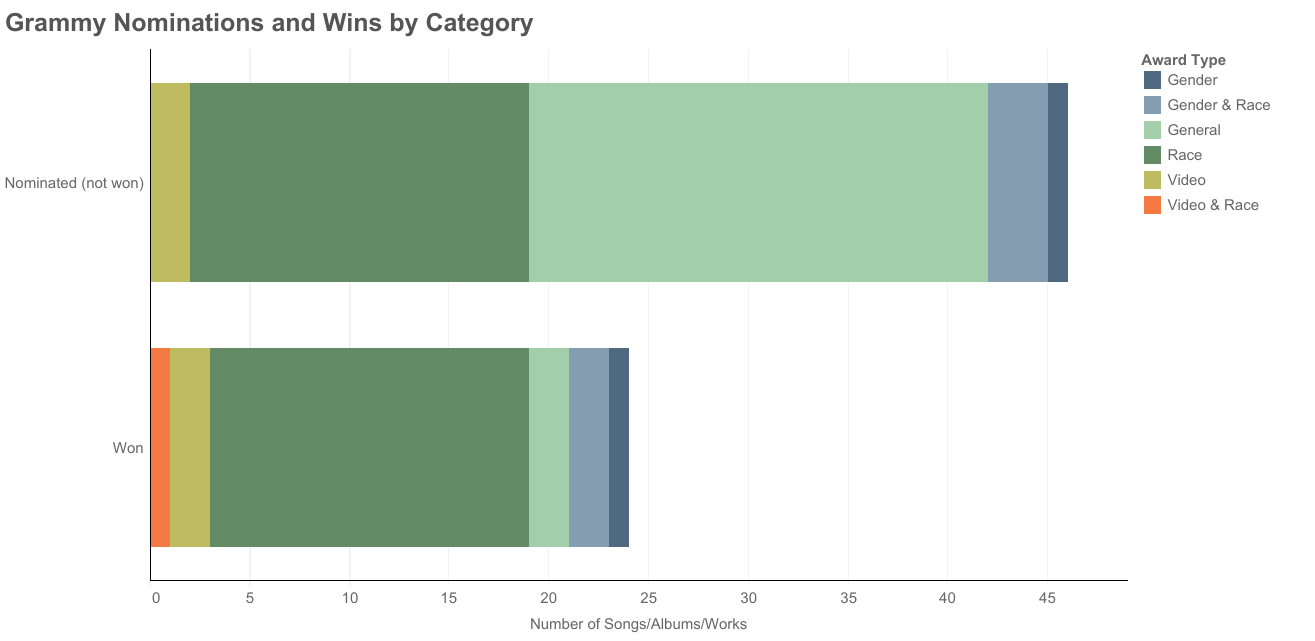 Grammy Nominations and Wins by Category
Award Type
Gender
Gender & Race
General
Race
Video
Video & Race
Nominated (not won)
Won
0 5 10 15 20 25 30 35 40 45
Number of Songs/Albums/Works